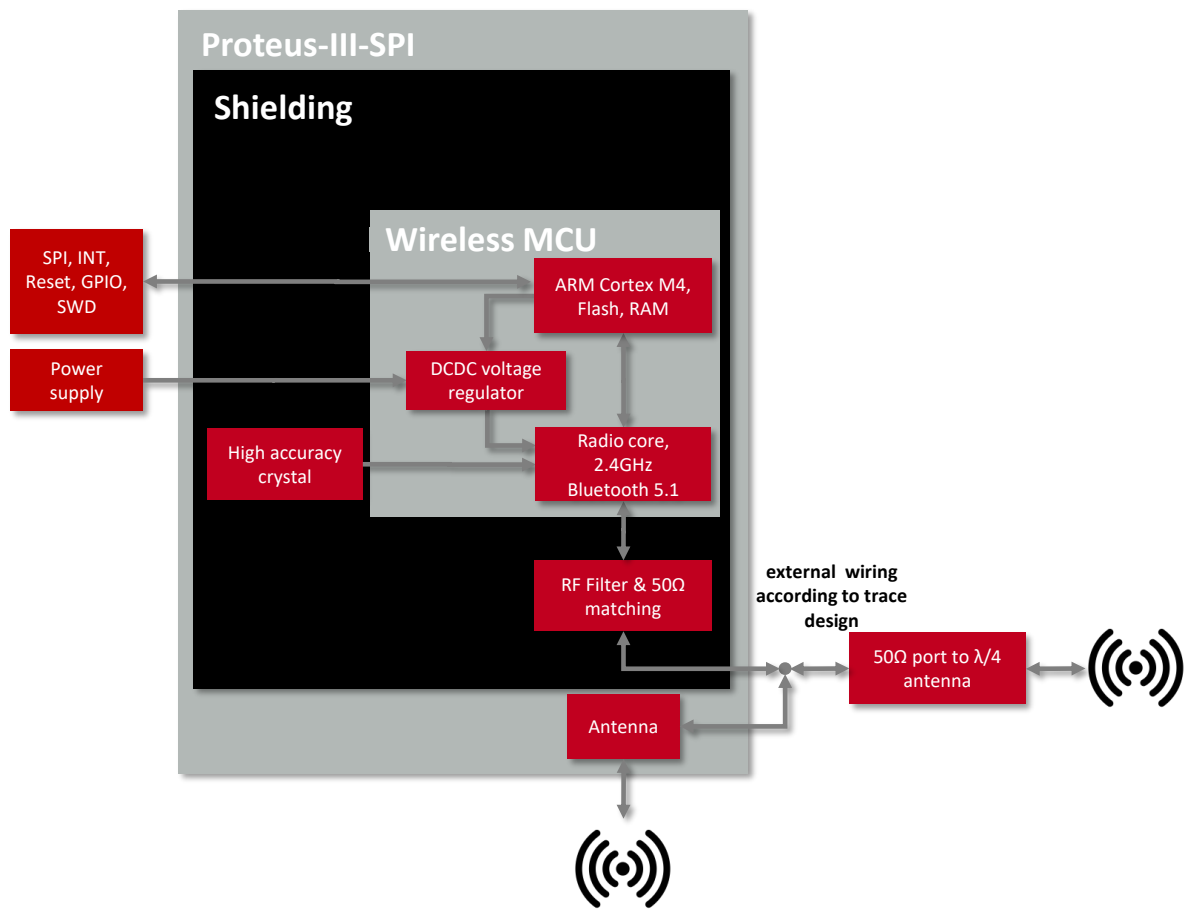 Proteus-III-SPI
Shielding
Wireless MCU
SPI, INT,
Reset, GPIO,
SWD
ARM Cortex M4,
Flash, RAM
Power
supply
DCDC voltage
regulator
High accuracy
crystal
Radio core,
2.4GHz
Bluetooth 5.1
RF Filter & 50Ω
matching
external wiring
according to trace
design
50Ω port to λ/4
antenna
Antenna